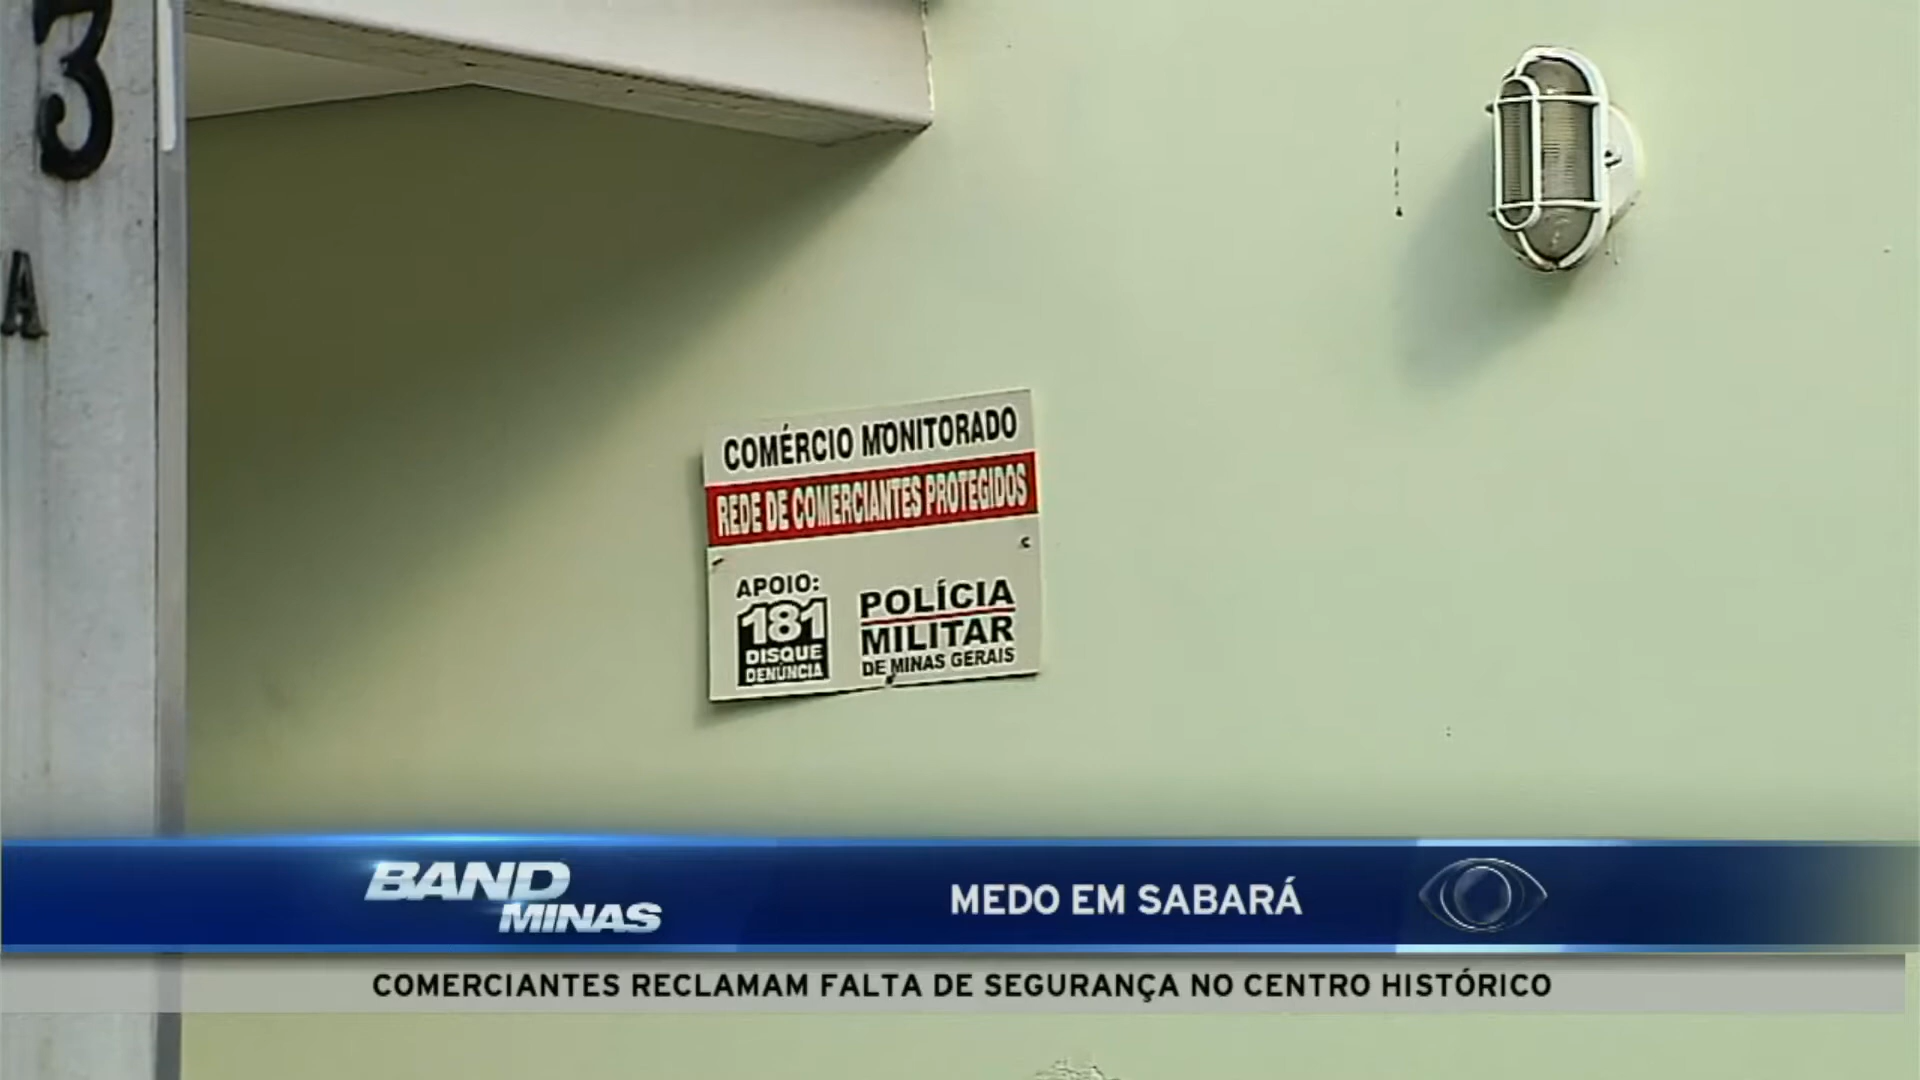 3
A
COMÉRCIO MONITORADO
REDE DE COMERCIANTES PROTEGIDOS
APOIO:
181
DISQUE
DENÚNCIA
POLÍCIA
MILITAR
DE MINAS GERAIS
BAND
MINAS
MEDO EM SABARÁ
COMERCIANTES RECLAMAM FALTA DE SEGURANÇA NO CENTRO HISTÓRICO